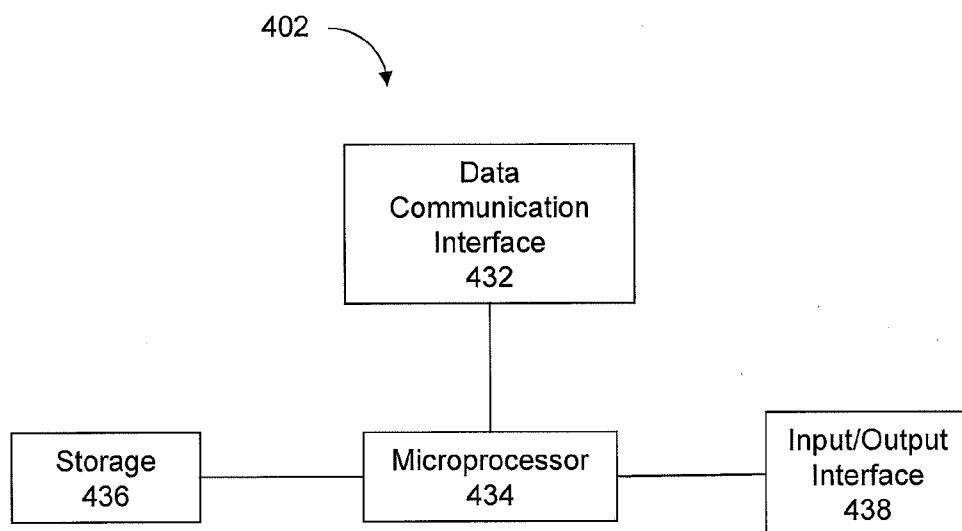 402
Data
Communication
Interface
432
Storage
436
Microprocessor
434
Input/Output
Interface
438